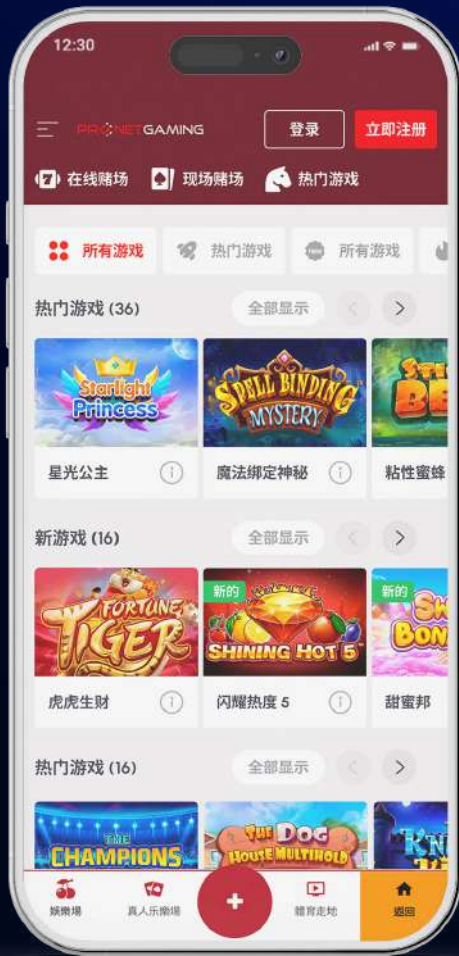 12:30
PRONETGAMING
登录
立即注册
在线赌场
现场赌场
热门游戏
所有游戏
热门游戏
所有游戏
热门游戏 (36)
全部显示
Starlight
Princess
SPELL BINDING
MYSTERY
STI
BE
星光公主
魔法绑定神秘
粘性蜜蜂
新游戏 (16)
全部显示
FORTUNE
TIGER
新的
SHINING HOT 5
新的
SW
BON
虎虎生财
闪耀热度 5
甜蜜邦
热门游戏 (16)
全部显示
CHAMPIONS
THE DOG
HOUSE MULTIHOLD
KN
娛樂場
真人乐樂場
體育走地
返回